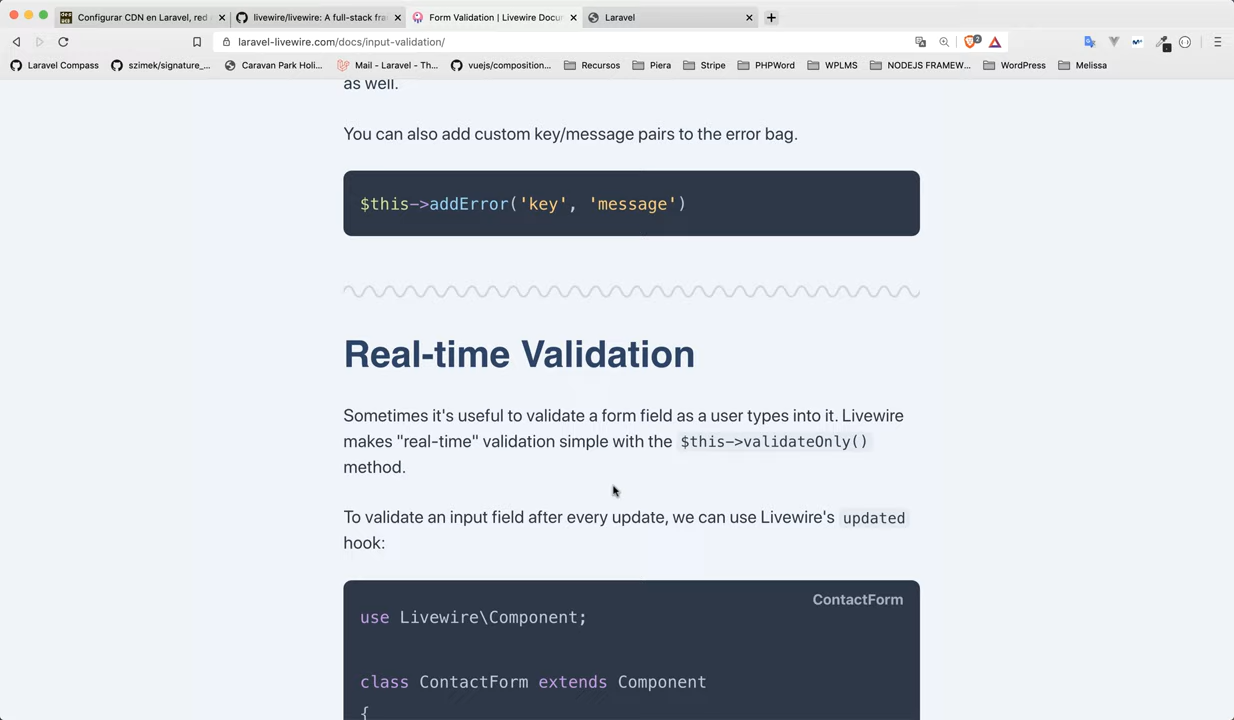 Configurar CDN en Laravel, red
livewire/livewire: A full-stack fra
Form Validation | Livewire Docu
Laravel
laravel-livewire.com/docs/input-validation/
2
Laravel Compass
szimek/signature_...
Caravan Park Holi...
Mail - Laravel - Th...
vuejs/composition...
Recursos
Piera
Stripe
PHPWord
WPLMS
NODEJS FRAMEW...
WordPress
Melissa
as well.
You can also add custom key/message pairs to the error bag.
$this->addError('key', 'message')
Real-time Validation
Sometimes it's useful to validate a form field as a user types into it. Livewire
makes "real-time" validation simple with the $this->validateOnly()
method.
To validate an input field after every update, we can use Livewire's updated
hook:
ContactForm
use Livewire\Component;
class ContactForm extends Component
{